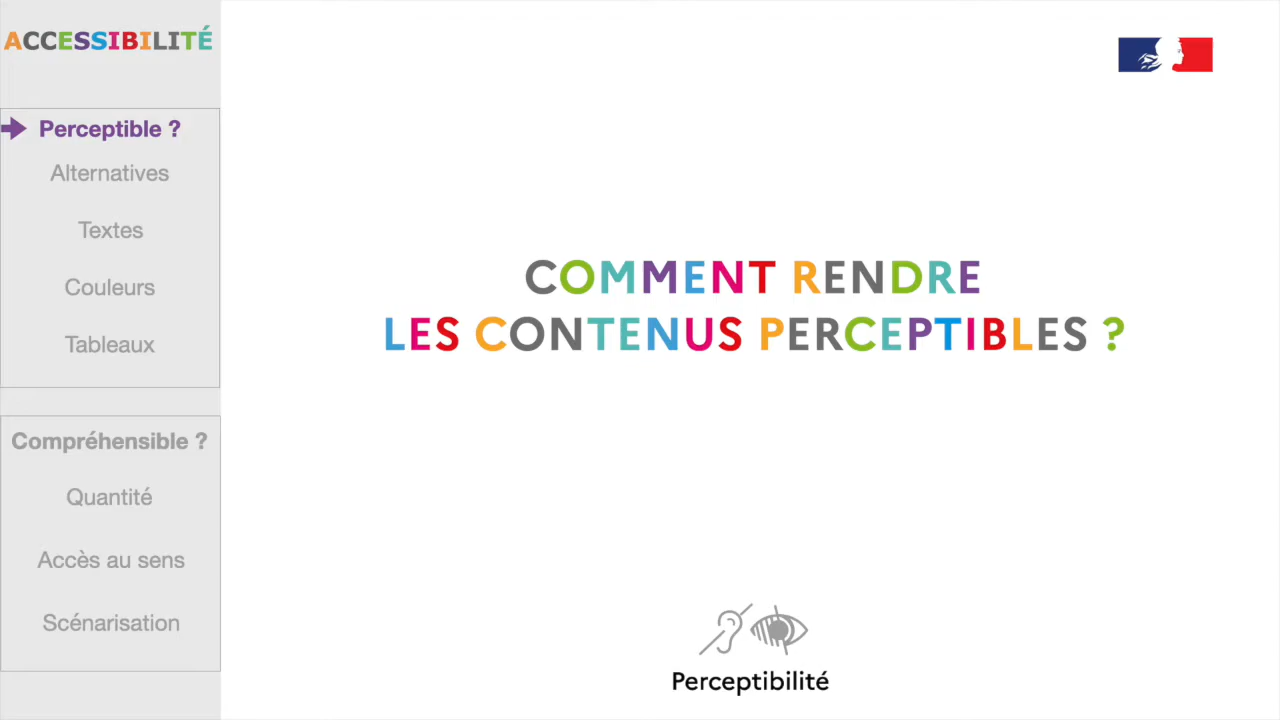 ACCESSIBILITÉ
Perceptible ?
Alternatives
Textes
Couleurs
Tableaux
Compréhensible ?
Quantité
Accès au sens
Scénarisation
COMMENT RENDRE
LES CONTENUS PERCEPTIBLES ?
Perceptibilité